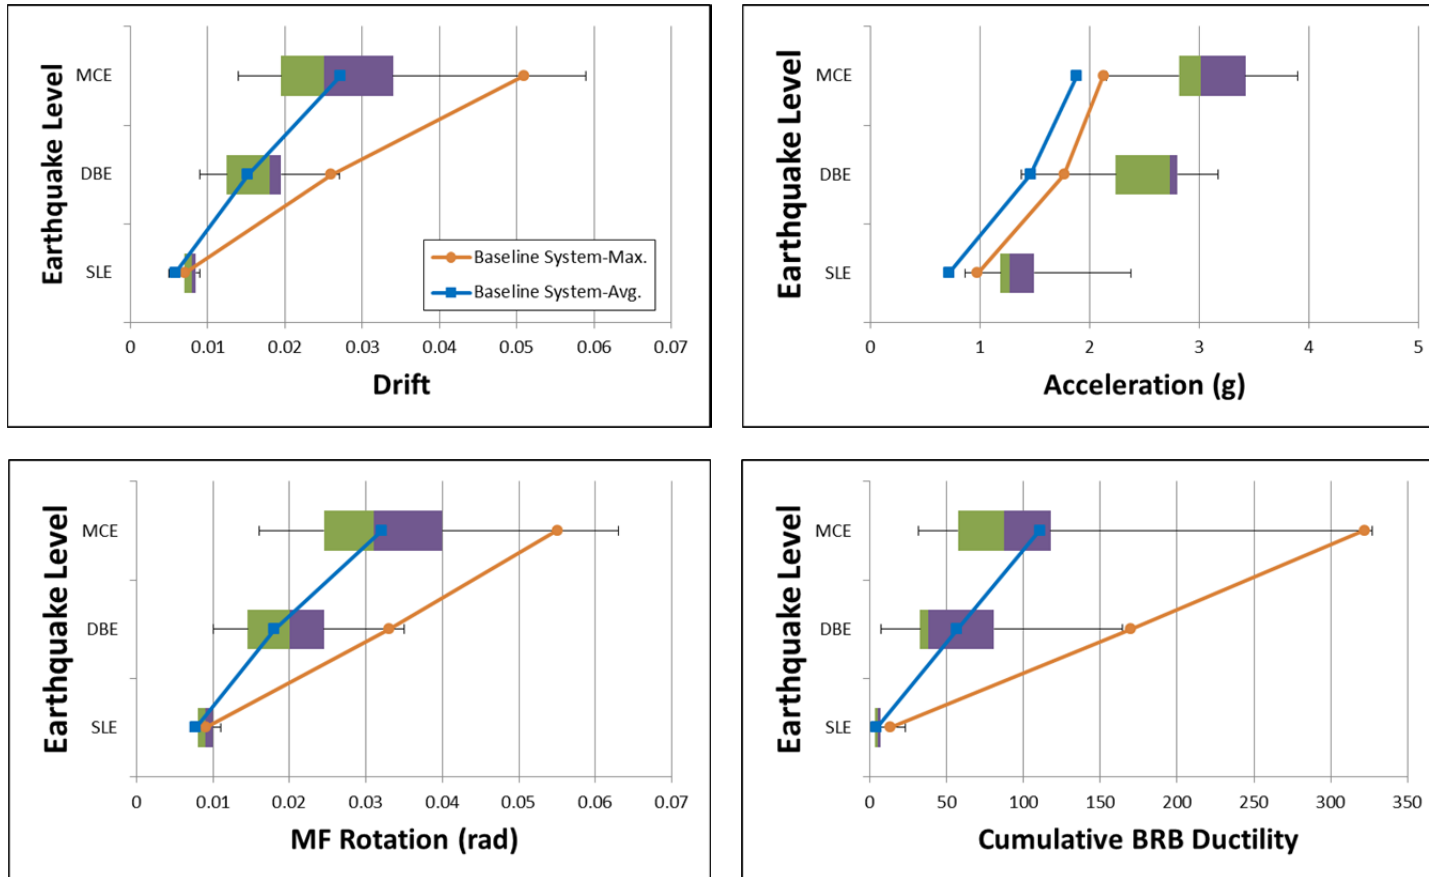 Earthquake Level
MCE
DBE
SLE
Baseline System-Max.
Baseline System-Avg.
0 0.01 0.02 0.03 0.04 0.05 0.06 0.07
Drift
Earthquake Level
MCE
DBE
SLE
0 1 2 3 4 5
Acceleration (g)
Earthquake Level
MCE
DBE
SLE
0 0.01 0.02 0.03 0.04 0.05 0.06 0.07
MF Rotation (rad)
Earthquake Level
MCE
DBE
SLE
0 50 100 150 200 250 300 350
Cumulative BRB Ductility